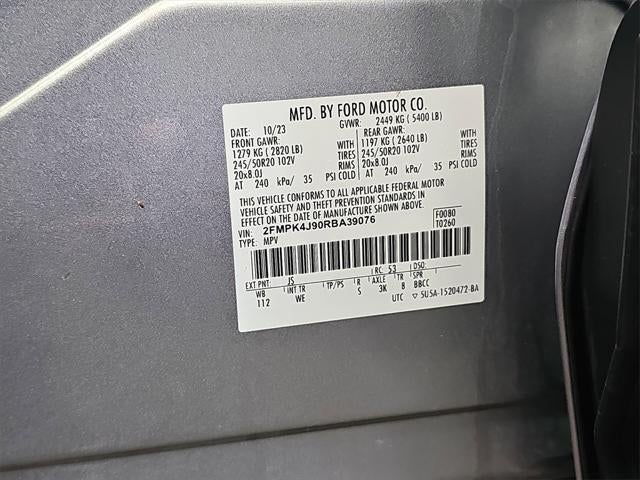 MFD. BY FORD MOTOR CO.
DATE: 10/23 GVWR: 2449 KG ( 5400 LB)
FRONT GAWR: REAR GAWR:
1279 KG ( 2820 LB) WITH 1197 KG ( 2640 LB) WITH
245/50R20 102V TIRES 245/50R20 102V TIRES
20x8.0J RIMS 20x8.0J RIMS
AT 240 kPa/ 35 PSI COLD AT 240 kPa/ 35 PSI COLD
THIS VEHICLE CONFORMS TO ALL APPLICABLE FEDERAL MOTOR
VEHICLE SAFETY AND THEFT PREVENTION STANDARDS IN EFFECT ON
THE DATE OF MANUFACTURE SHOWN ABOVE.
VIN: 2FMPK4J90RBA39076 F0080
TYPE: MPV T0260
EXT PNT: JS RC: 53 DSO:
WB INT TR TP/PS R AXLE TR SPR
112 WE S 3K B BBCC
UTC 5U5A-1520472-BA